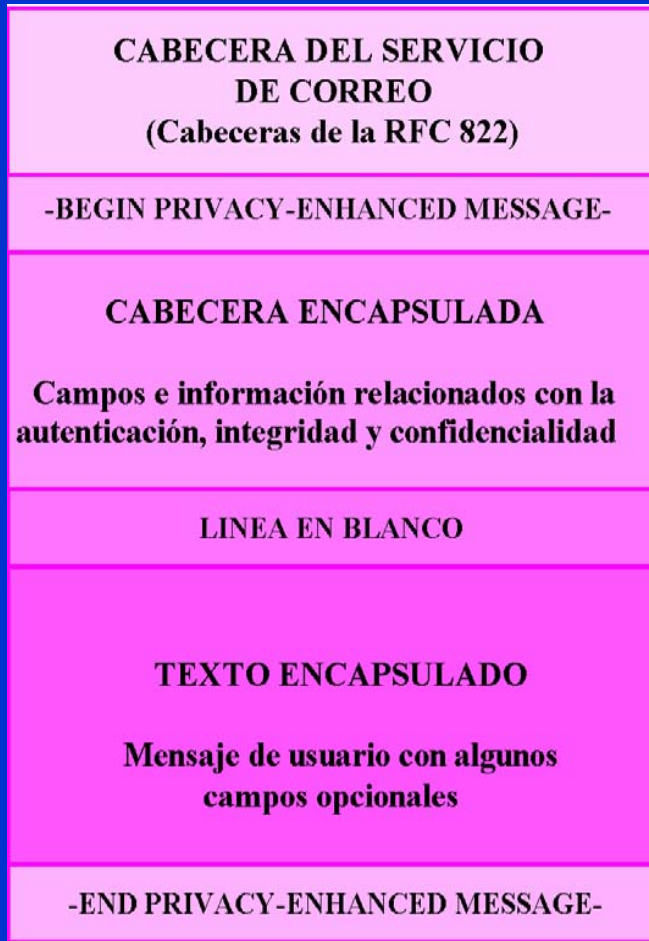 CABECERA DEL SERVICIO
DE CORREO
(Cabeceras de la RFC 822)
-BEGIN PRIVACY-ENHANCED MESSAGE-
CABECERA ENCAPSULADA
Campos e información relacionados con la
autenticación, integridad y confidencialidad
LINEA EN BLANCO
TEXTO ENCAPSULADO
Mensaje de usuario con algunos
campos opcionales
-END PRIVACY-ENHANCED MESSAGE-